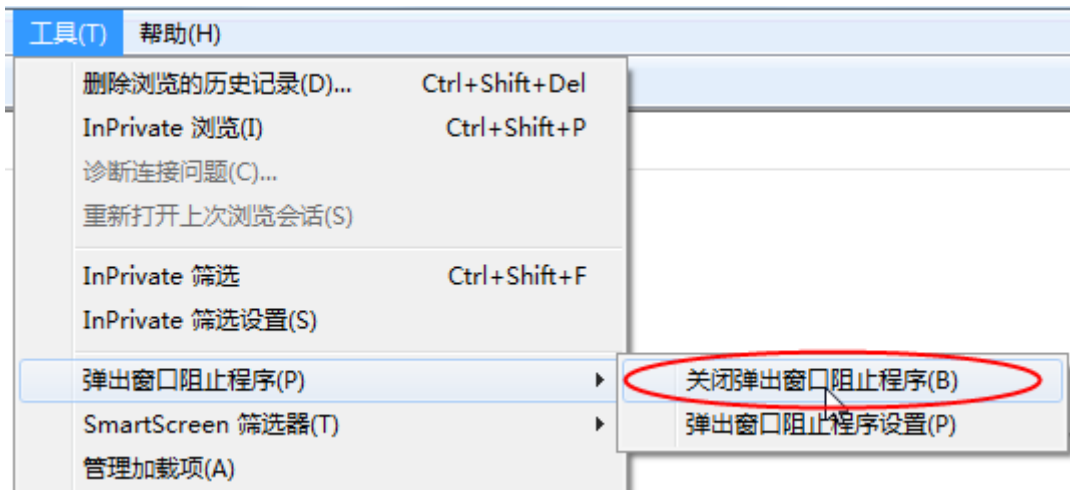 工具(T) 帮助(H)
删除浏览的历史记录(D)... Ctrl+Shift+Del
InPrivate 浏览(I) Ctrl+Shift+P
诊断连接问题(C)...
重新打开上次浏览会话(S)
InPrivate 筛选 Ctrl+Shift+F
InPrivate 筛选设置(S)
弹出窗口阻止程序(P) 关闭弹出窗口阻止程序(B)
SmartScreen 筛选器(T) 弹出窗口阻止程序设置(P)
管理加载项(A)